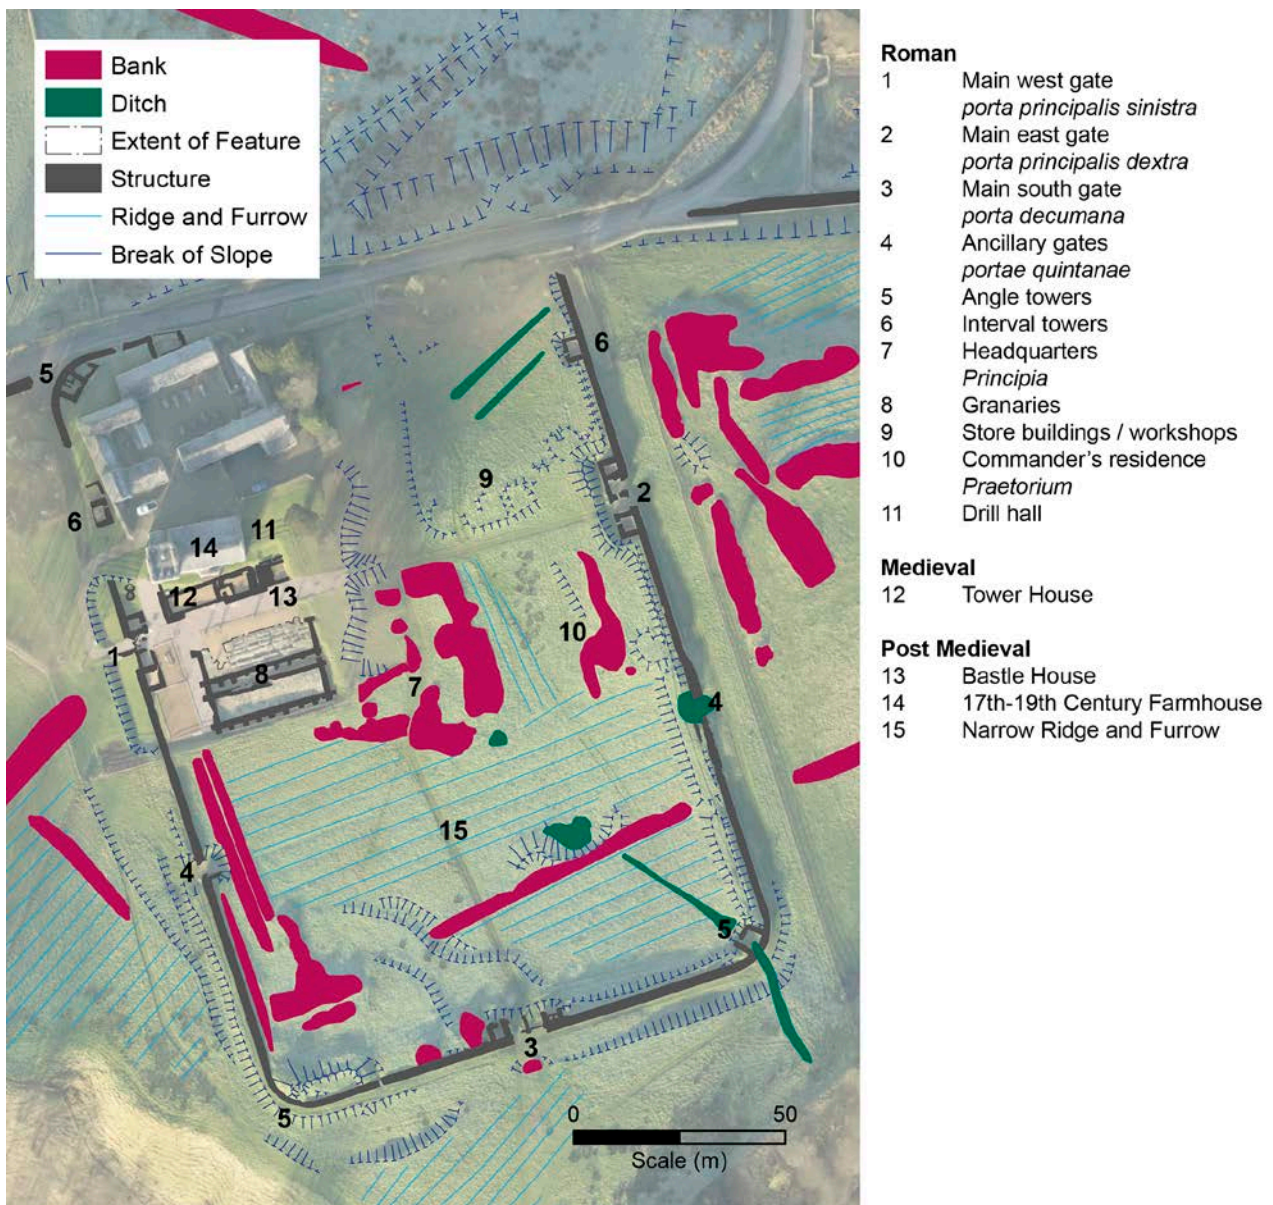 Bank
Ditch
Extent of Feature
Structure
Ridge and Furrow
Break of Slope
5
6
9
2
6
11
14
12
13
1
8
10
7
4
15
4
5
3
5
0 50
Scale (m)
Roman
1 Main west gate
porta principalis sinistra
2 Main east gate
porta principalis dextra
3 Main south gate
porta decumana
4 Ancillary gates
portae quintanae
5 Angle towers
6 Interval towers
7 Headquarters
Principia
8 Granaries
9 Store buildings / workshops
10 Commander's residence
Praetorium
11 Drill hall
Medieval
12 Tower House
Post Medieval
13 Bastle House
14 17th-19th Century Farmhouse
15 Narrow Ridge and Furrow